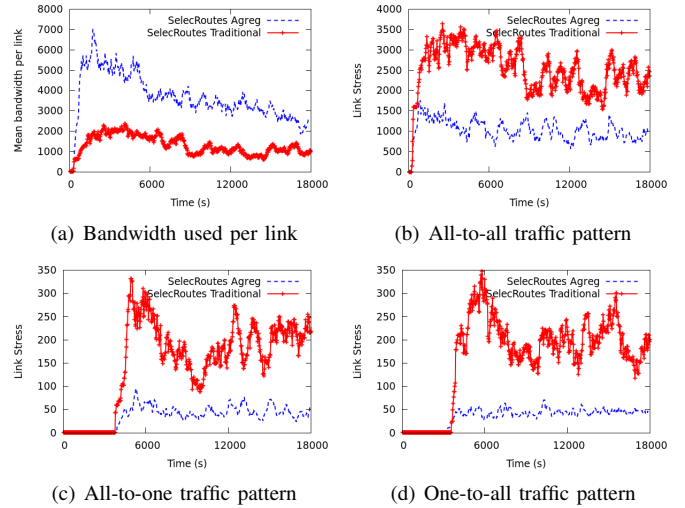 8000
7000
6000
5000
4000
3000
2000
1000
0
Mean bandwidth per link
SelecRoutes Agreg
SelecRoutes Traditional
0 6000 12000 18000
Time (s)
(a) Bandwidth used per link
4000
3500
3000
2500
2000
1500
1000
500
0
Link Stress
SelecRoutes Agreg
SelecRoutes Traditional
0 6000 12000 18000
Time (s)
(b) All-to-all traffic pattern
350
300
250
200
150
100
50
0
Link Stress
SelecRoutes Agreg
SelecRoutes Traditional
0 6000 12000 18000
Time (s)
(c) All-to-one traffic pattern
350
300
250
200
150
100
50
0
Link Stress
SelecRoutes Agreg
SelecRoutes Traditional
0 6000 12000 18000
Time (s)
(d) One-to-all traffic pattern